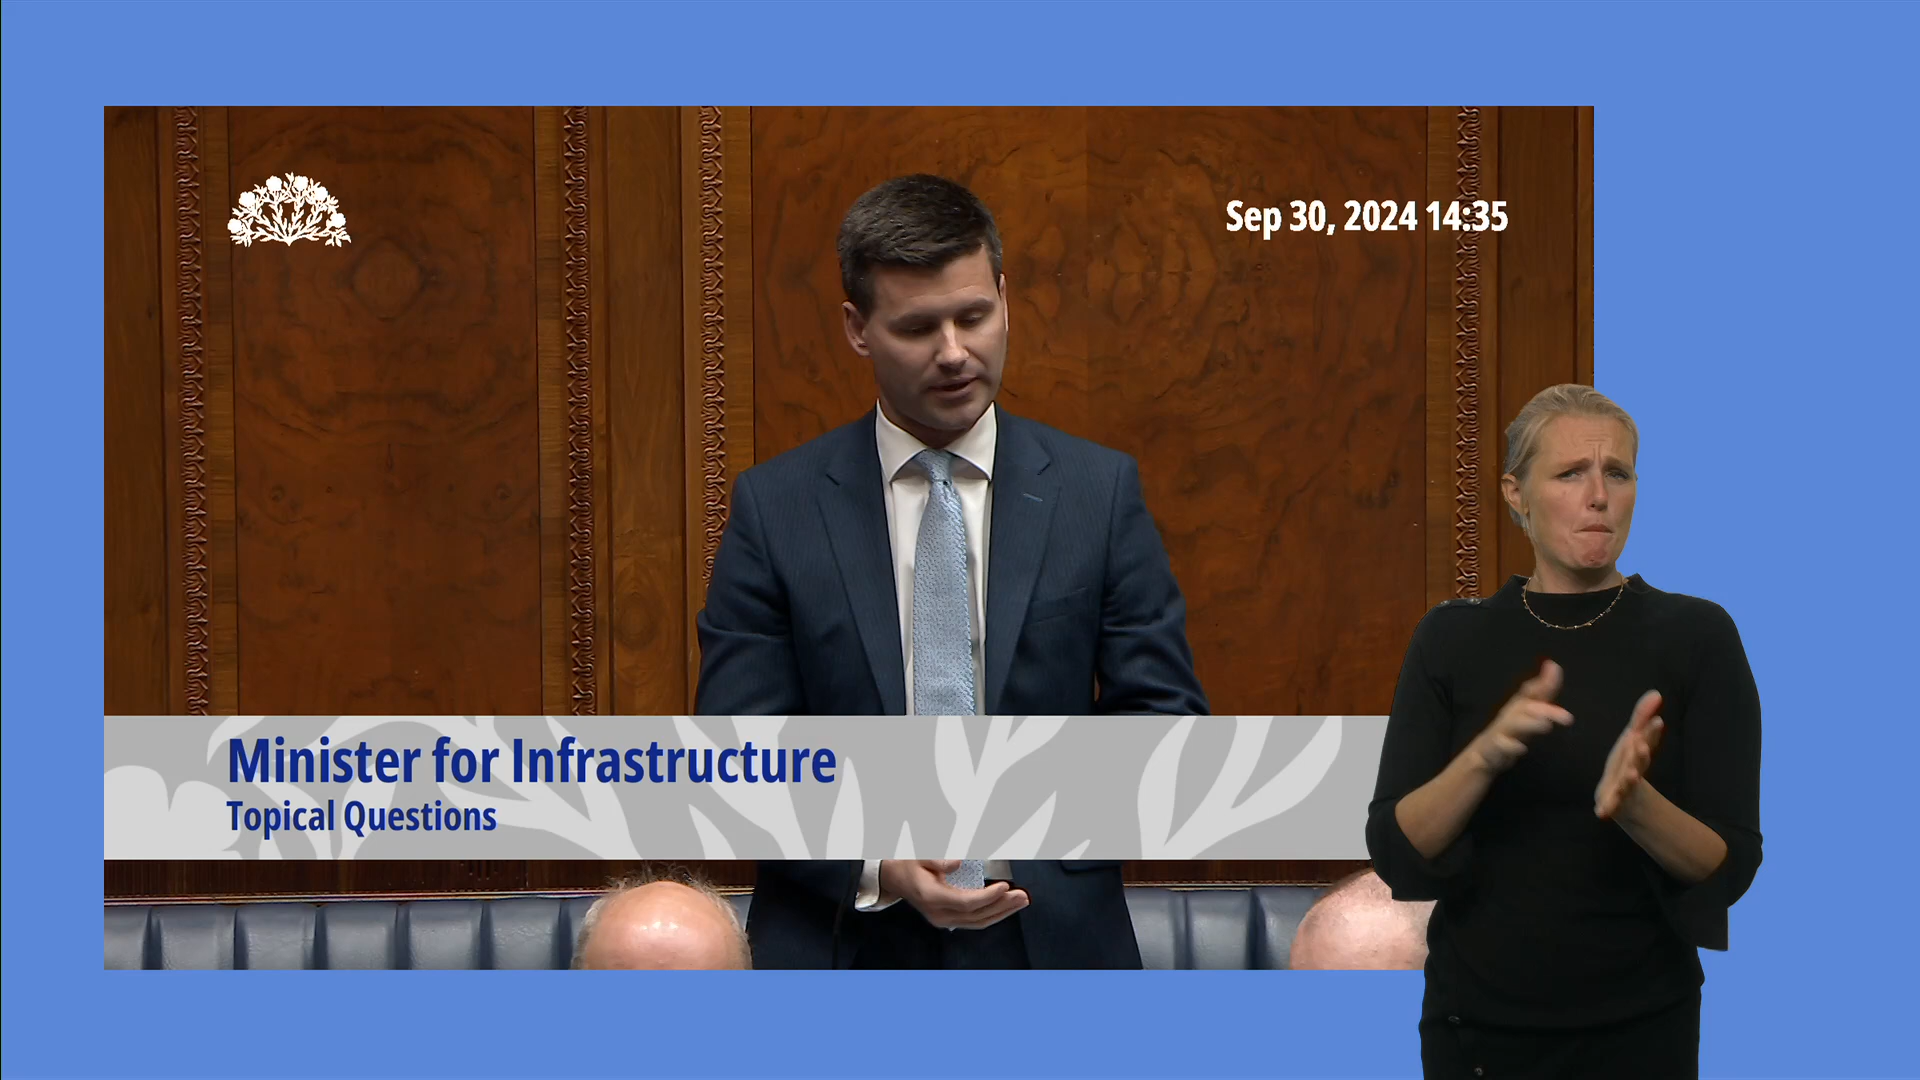 Sep 30, 2024 14:35
Minister for Infrastructure
Topical Questions